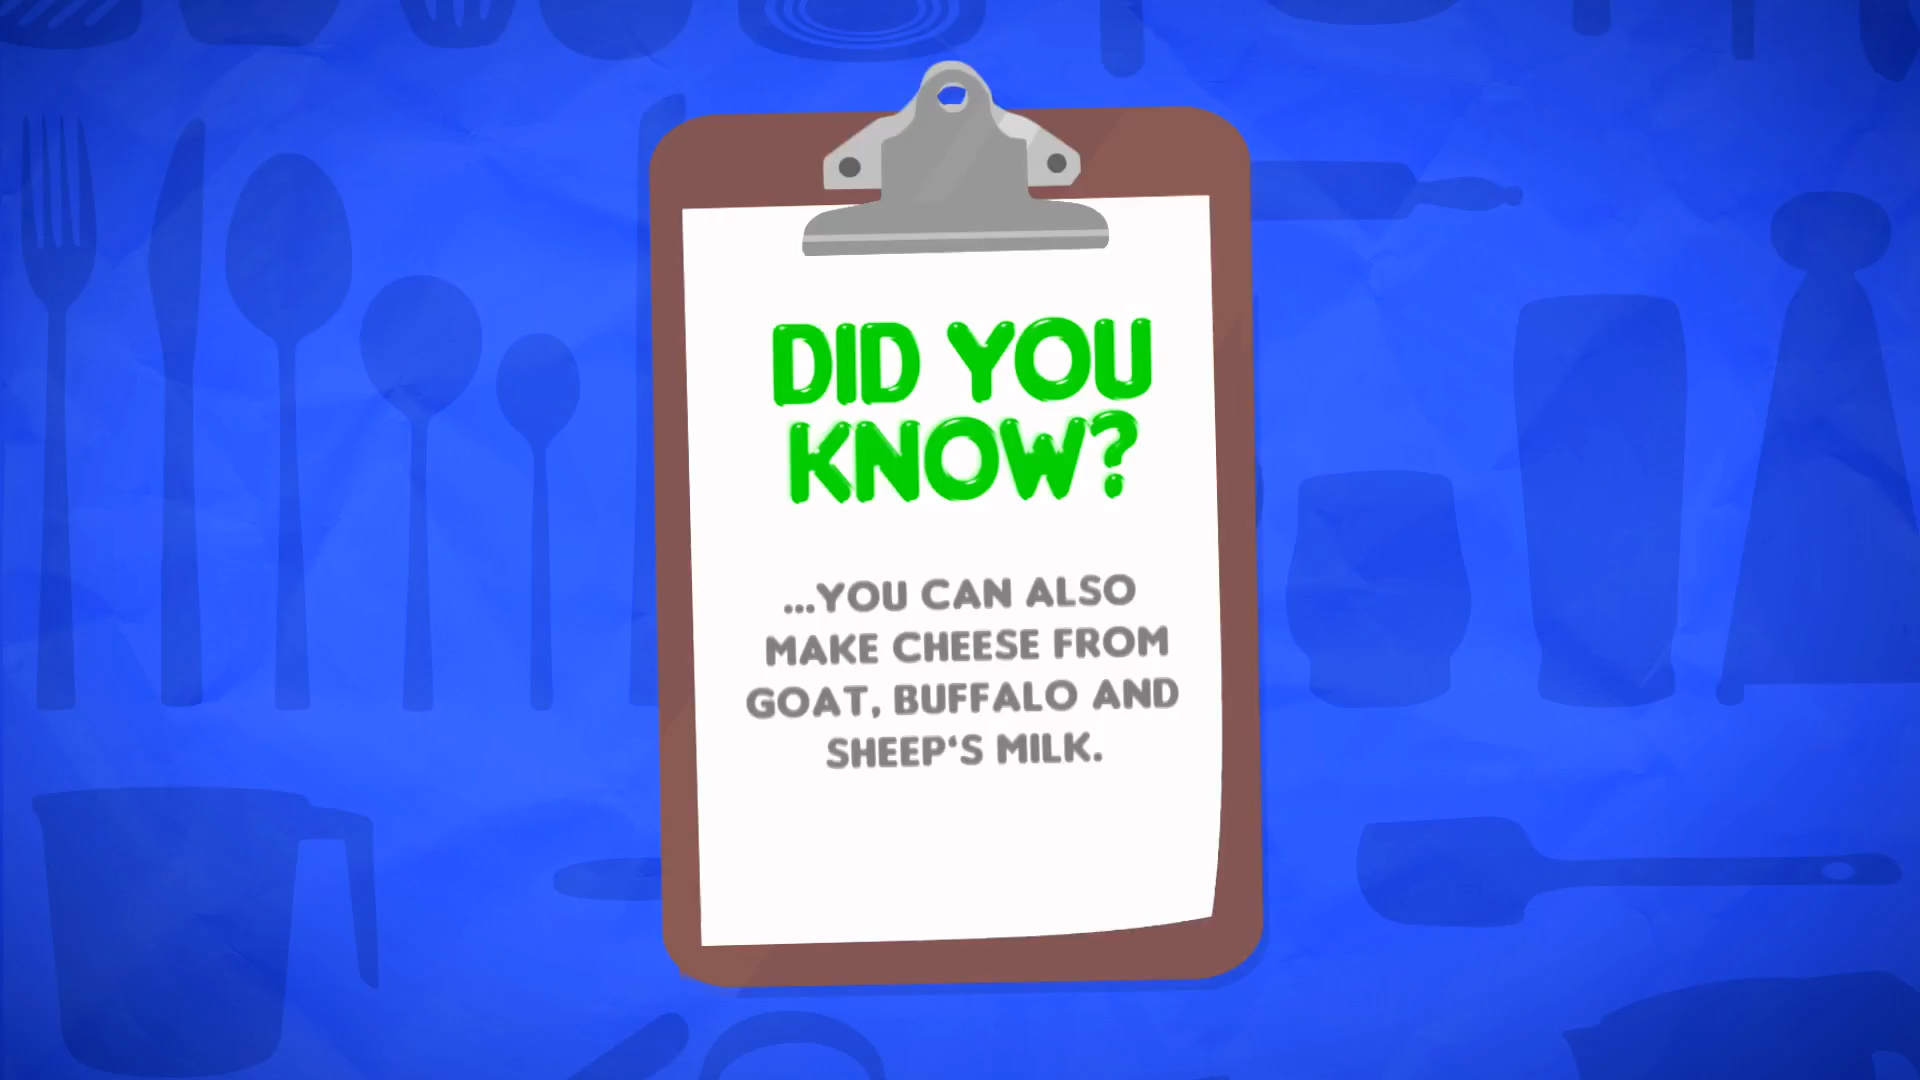 DID YOU
KNOW?
...YOU CAN ALSO
MAKE CHEESE FROM
GOAT, BUFFALO AND
SHEEP‘S MILK.